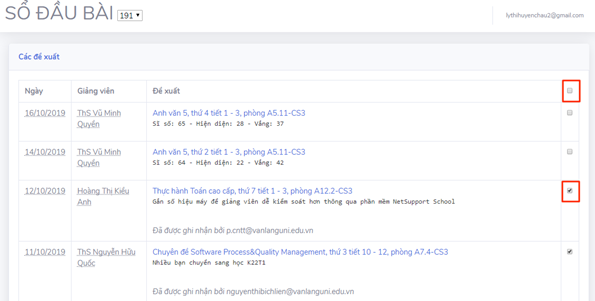 SỔ ĐẦU BÀI 191
lythihuyenchau2@gmail.com
Các đề xuất
Ngày Giảng viên Đề xuất
16/10/2019 ThS Vũ Minh Quyền Anh văn 5, thứ 4 tiết 1 - 3, phòng A5.11-CS3
Sĩ số: 65 - Hiện diện: 28 - Vắng: 37
14/10/2019 ThS Vũ Minh Quyền Anh văn 5, thứ 2 tiết 1 - 3, phòng A5.11-CS3
Sĩ số: 64 - Hiện diện: 22 - Vắng: 42
12/10/2019 Hoàng Thị Kiều Anh Thực hành Toán cao cấp, thứ 7 tiết 1 - 3, phòng A12.2-CS3
Gắn số hiệu máy để giảng viên dễ kiểm soát hơn thông qua phần mềm NetSupport School
Đã được ghi nhận bởi p.cntt@vanlanguni.edu.vn
11/10/2019 ThS Nguyễn Hữu Quốc Chuyên đề Software Process&Quality Management, thứ 3 tiết 10 - 12, phòng A7.4-CS3
Nhiều bạn chuyển sang học K22T1
Đã được ghi nhận bởi nguyenthibichlien@vanlanguni.edu.vn